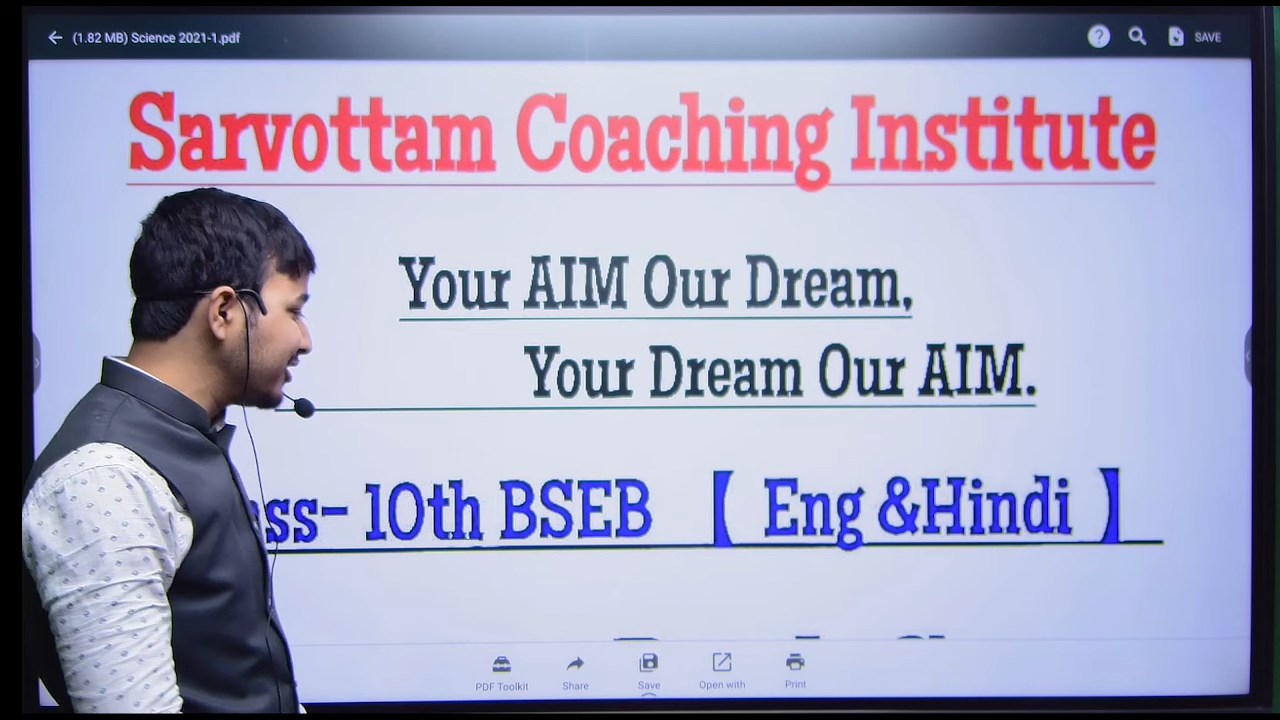 (1.82 MB) Science 2021-1.pdf
SAVE
Sarvottam Coaching Institute
Your AIM Our Dream,
Your Dream Our AIM.
ss- 10th BSEB 【 Eng &Hindi 】
PDF Toolkit Share Save Open with Print